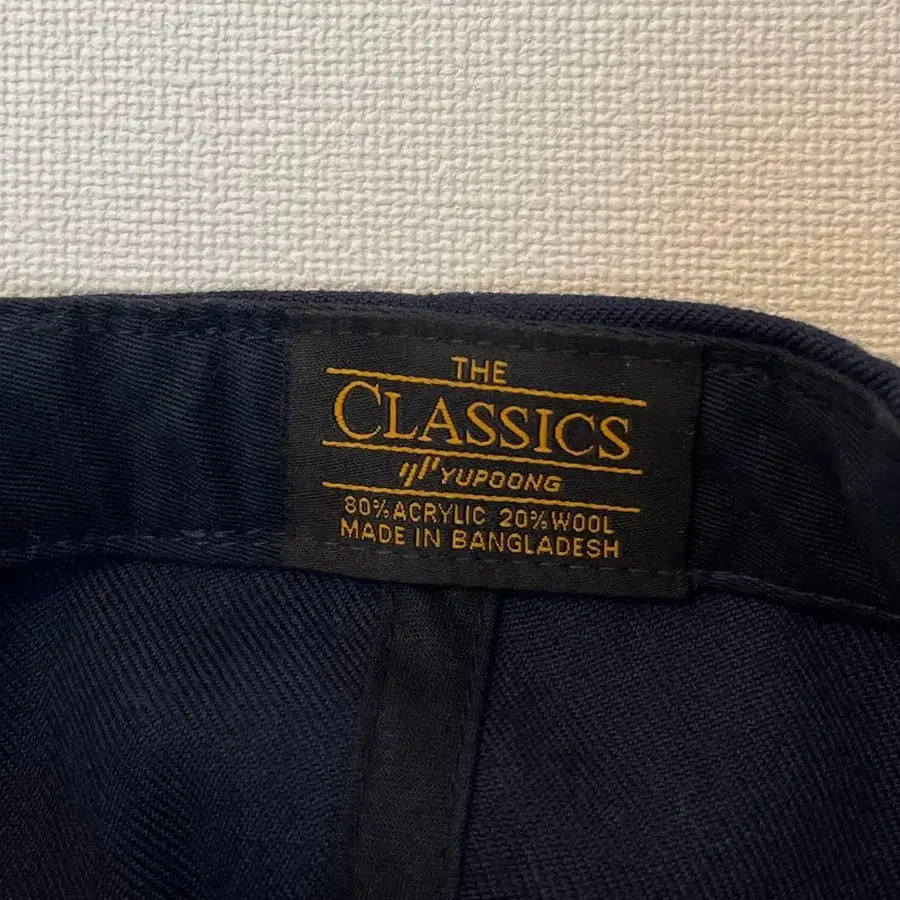 THE
CLASSICS
YUPOONG
80% ACRYLIC 20% WOOL
MADE IN BANGLADESH